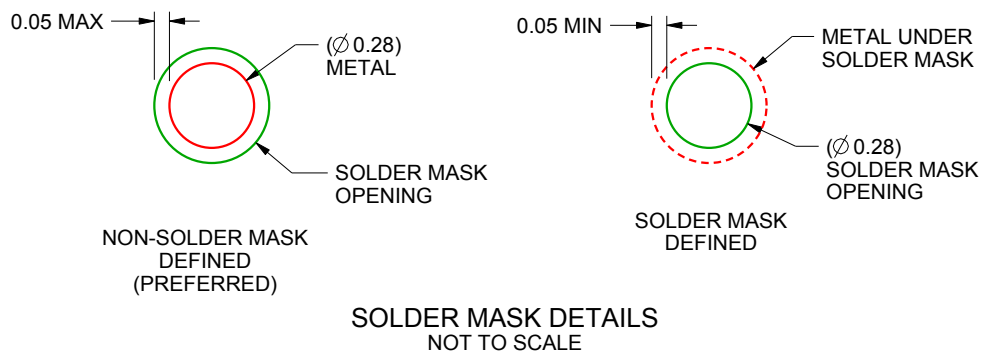 0.05 MAX
(∅ 0.28)
METAL
SOLDER MASK
OPENING
NON-SOLDER MASK
DEFINED
(PREFERRED)
0.05 MIN
METAL UNDER
SOLDER MASK
(∅ 0.28)
SOLDER MASK
OPENING
SOLDER MASK
DEFINED
SOLDER MASK DETAILS
NOT TO SCALE